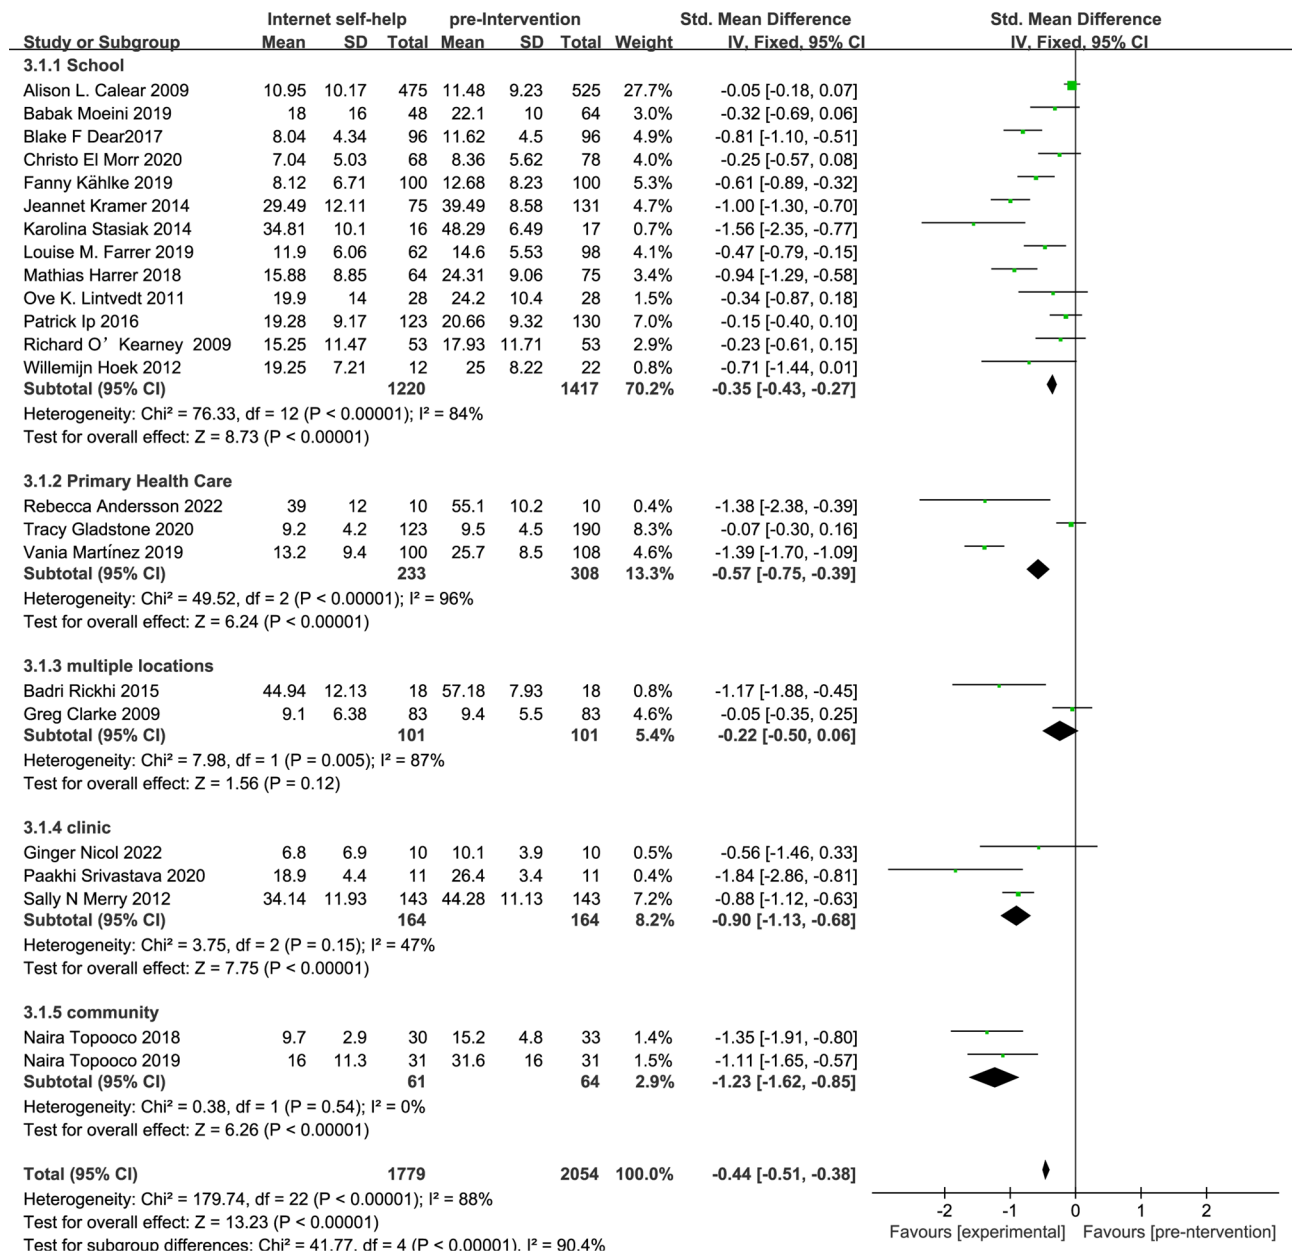 Internet self-help pre-Intervention Std. Mean Difference Std. Mean Difference
Study or Subgroup Mean SD Total Mean SD Total Weight IV, Fixed, 95% CI IV, Fixed, 95% CI
3.1.1 School
Alison L. Calear 2009 10.95 10.17 475 11.48 9.23 525 27.7% -0.05 [-0.18, 0.07]
Babak Moeini 2019 18 16 48 22.1 10 64 3.0% -0.32 [-0.69, 0.06]
Blake F Dear2017 8.04 4.34 96 11.62 4.5 96 4.9% -0.81 [-1.10, -0.51]
Christo El Morr 2020 7.04 5.03 68 8.36 5.62 78 4.0% -0.25 [-0.57, 0.08]
Fanny Kählke 2019 8.12 6.71 100 12.68 8.23 100 5.3% -0.61 [-0.89, -0.32]
Jeannet Kramer 2014 29.49 12.11 75 39.49 8.58 131 4.7% -1.00 [-1.30, -0.70]
Karolina Stasiak 2014 34.81 10.1 16 48.29 6.49 17 0.7% -1.56 [-2.35, -0.77]
Louise M. Farrer 2019 11.9 6.06 62 14.6 5.53 98 4.1% -0.47 [-0.79, -0.15]
Mathias Harrer 2018 15.88 8.85 64 24.31 9.06 75 3.4% -0.94 [-1.29, -0.58]
Ove K. Lintvedt 2011 19.9 14 28 24.2 10.4 28 1.5% -0.34 [-0.87, 0.18]
Patrick Ip 2016 19.28 9.17 123 20.66 9.32 130 7.0% -0.15 [-0.40, 0.10]
Richard O’ Kearney 2009 15.25 11.47 53 17.93 11.71 53 2.9% -0.23 [-0.61, 0.15]
Willemijn Hoek 2012 19.25 7.21 12 25 8.22 22 0.8% -0.71 [-1.44, 0.01]
Subtotal (95% CI) 1220 1417 70.2% -0.35 [-0.43, -0.27]
Heterogeneity: Chi² = 76.33, df = 12 (P < 0.00001); I² = 84%
Test for overall effect: Z = 8.73 (P < 0.00001)
3.1.2 Primary Health Care
Rebecca Andersson 2022 39 12 10 55.1 10.2 10 0.4% -1.38 [-2.38, -0.39]
Tracy Gladstone 2020 9.2 4.2 123 9.5 4.5 190 8.3% -0.07 [-0.30, 0.16]
Vania Martínez 2019 13.2 9.4 100 25.7 8.5 108 4.6% -1.39 [-1.70, -1.09]
Subtotal (95% CI) 233 308 13.3% -0.57 [-0.75, -0.39]
Heterogeneity: Chi² = 49.52, df = 2 (P < 0.00001); I² = 96%
Test for overall effect: Z = 6.24 (P < 0.00001)
3.1.3 multiple locations
Badri Rickhi 2015 44.94 12.13 18 57.18 7.93 18 0.8% -1.17 [-1.88, -0.45]
Greg Clarke 2009 9.1 6.38 83 9.4 5.5 83 4.6% -0.05 [-0.35, 0.25]
Subtotal (95% CI) 101 101 5.4% -0.22 [-0.50, 0.06]
Heterogeneity: Chi² = 7.98, df = 1 (P = 0.005); I² = 87%
Test for overall effect: Z = 1.56 (P = 0.12)
3.1.4 clinic
Ginger Nicol 2022 6.8 6.9 10 10.1 3.9 10 0.5% -0.56 [-1.46, 0.33]
Paakhi Srivastava 2020 18.9 4.4 11 26.4 3.4 11 0.4% -1.84 [-2.86, -0.81]
Sally N Merry 2012 34.14 11.93 143 44.28 11.13 143 7.2% -0.88 [-1.12, -0.63]
Subtotal (95% CI) 164 164 8.2% -0.90 [-1.13, -0.68]
Heterogeneity: Chi² = 3.75, df = 2 (P = 0.15); I² = 47%
Test for overall effect: Z = 7.75 (P < 0.00001)
3.1.5 community
Naira Topooco 2018 9.7 2.9 30 15.2 4.8 33 1.4% -1.35 [-1.91, -0.80]
Naira Topooco 2019 16 11.3 31 31.6 16 31 1.5% -1.11 [-1.65, -0.57]
Subtotal (95% CI) 61 64 2.9% -1.23 [-1.62, -0.85]
Heterogeneity: Chi² = 0.38, df = 1 (P = 0.54); I² = 0%
Test for overall effect: Z = 6.26 (P < 0.00001)
Total (95% CI) 1779 2054 100.0% -0.44 [-0.51, -0.38]
Heterogeneity: Chi² = 179.74, df = 22 (P < 0.00001); I² = 88%
-2 -1 0 1 2
Test for overall effect: Z = 13.23 (P < 0.00001)
Favours [experimental] Favours [pre-ntervention]
Test for subgroup differences: Chi² = 41.77, df = 4 (P < 0.00001), I² = 90.4%